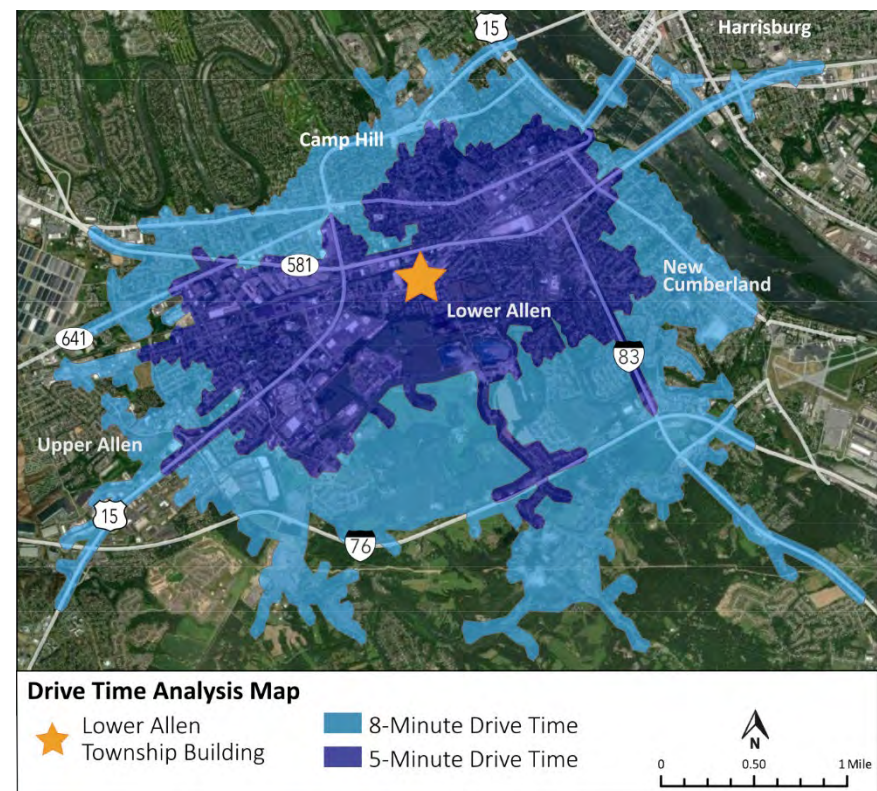 15
Harrisburg
Camp Hill
581
New
Cumberland
Lower Allen
641
83
Upper Allen
15
76
Drive Time Analysis Map
Lower Allen
Township Building
8-Minute Drive Time
5-Minute Drive Time
N
0 0.50 1 Mile